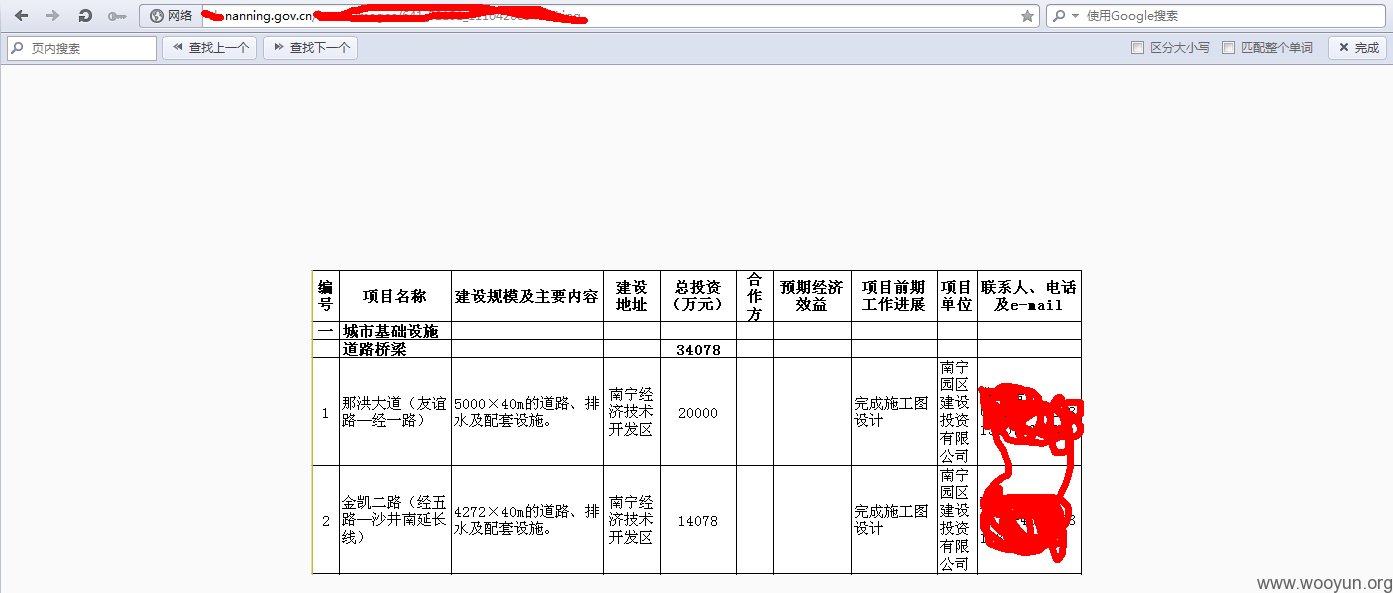 网络
nanning.gov.cn
使用Google搜索
页内搜索
查找上一个
查找下一个
区分大小写
匹配整个单词
完成
编号
项目名称
建设规模及主要内容
建设
地址
总投资
（万元）
合作方
预期经济
效益
项目前期
工作进展
项目
单位
联系人、电话
及e-mail
一
城市基础设施
道路桥梁
34078
1
那洪大道（友谊
路—经一路）
5000×40m的道路、排
水及配套设施。
南宁经
济技术
开发区
20000
完成施工图
设计
南宁
园区
建设
投资
有限
公司
2
金凯二路（经五
路—沙井南延长
线）
4272×40m的道路、排
水及配套设施。
南宁经
济技术
开发区
14078
完成施工图
设计
南宁
园区
建设
投资
有限
公司
www.wooyun.org